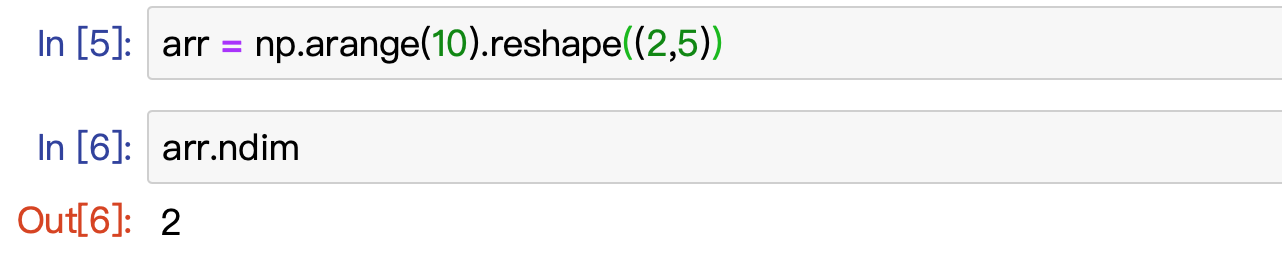 In [5]: arr = np.arange(10).reshape((2,5))
In [6]: arr.ndim
Out[6]: 2